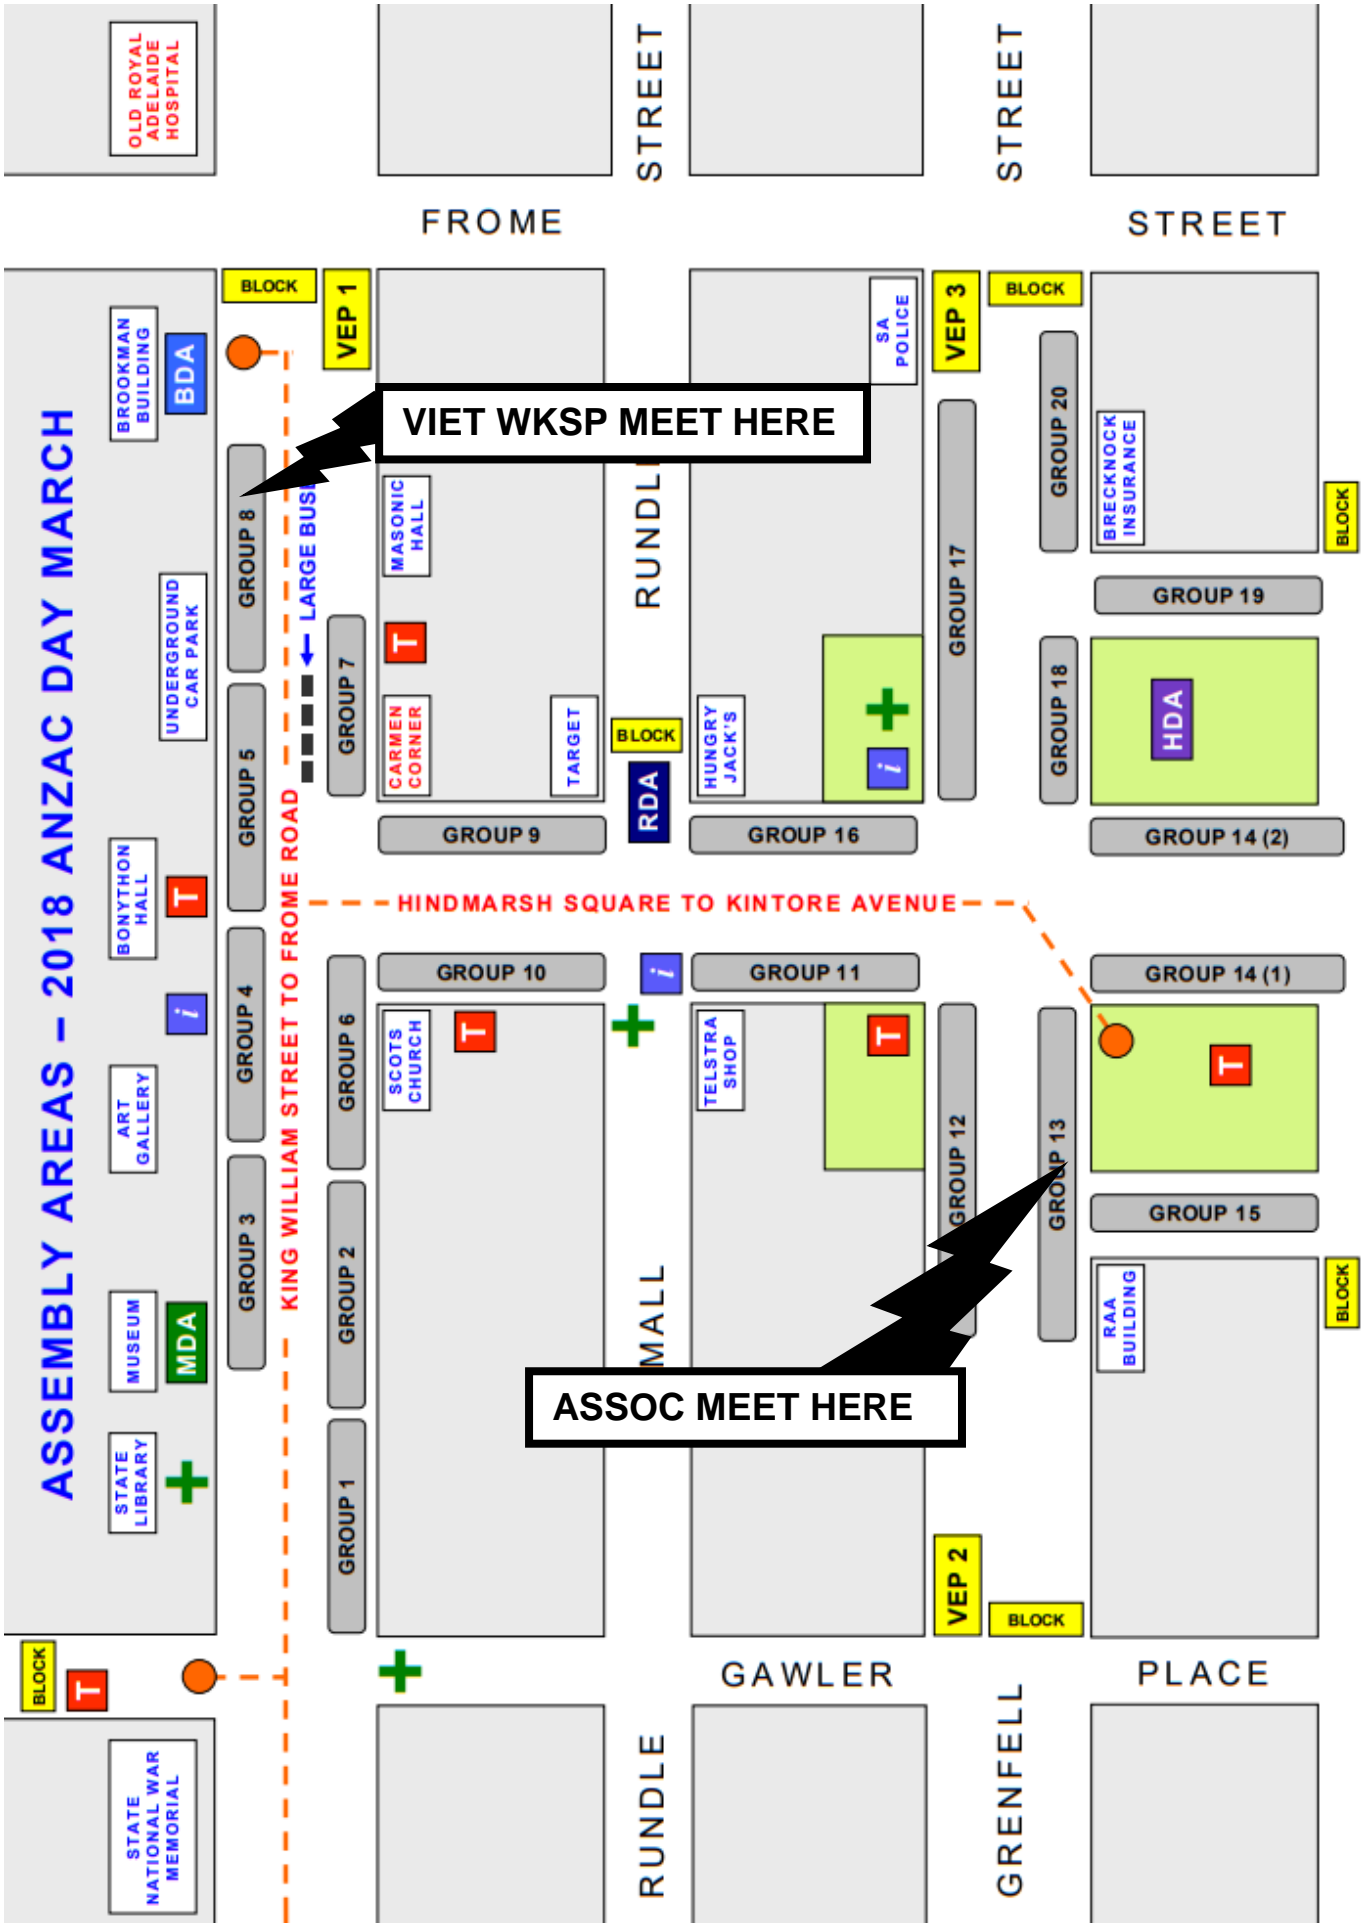 ASSEMBLY AREAS – 2018 ANZAC DAY MARCH
OLD ROYAL
ADELAIDE
HOSPITAL
STREET
STREET
FROME
STREET
BLOCK
VEP 1
VEP 3
BLOCK
BROOKMAN
BUILDING
BDA
SA
POLICE
VIET WKSP MEET HERE
GROUP 20
BRECKNOCK
INSURANCE
BLOCK
GROUP 8
MASONIC
HALL
RUNDLE
GROUP 17
LARGE BUSE
GROUP 19
UNDERGROUND
CAR PARK
GROUP 7
T
GROUP 18
HDA
GROUP 5
CARMEN
CORNER
TARGET
BLOCK
RDA
HUNGRY
JACK'S
i
GROUP 9
GROUP 16
GROUP 14 (2)
BONYTHON
HALL
T
HINDMARSH SQUARE TO KINTORE AVENUE
KING WILLIAM STREET TO FROME ROAD
GROUP 10
i
GROUP 11
GROUP 14 (1)
i
GROUP 4
GROUP 6
SCOTS
CHURCH
T
TELSTRA
SHOP
T
T
ART
GALLERY
GROUP 12
GROUP 13
GROUP 15
GROUP 3
GROUP 2
MALL
MUSEUM
MDA
RAA
BUILDING
BLOCK
ASSOC MEET HERE
STATE
LIBRARY
GROUP 1
VEP 2
BLOCK
BLOCK
T
GAWLER
PLACE
STATE
NATIONAL WAR
MEMORIAL
RUNDLE
GRENFELL